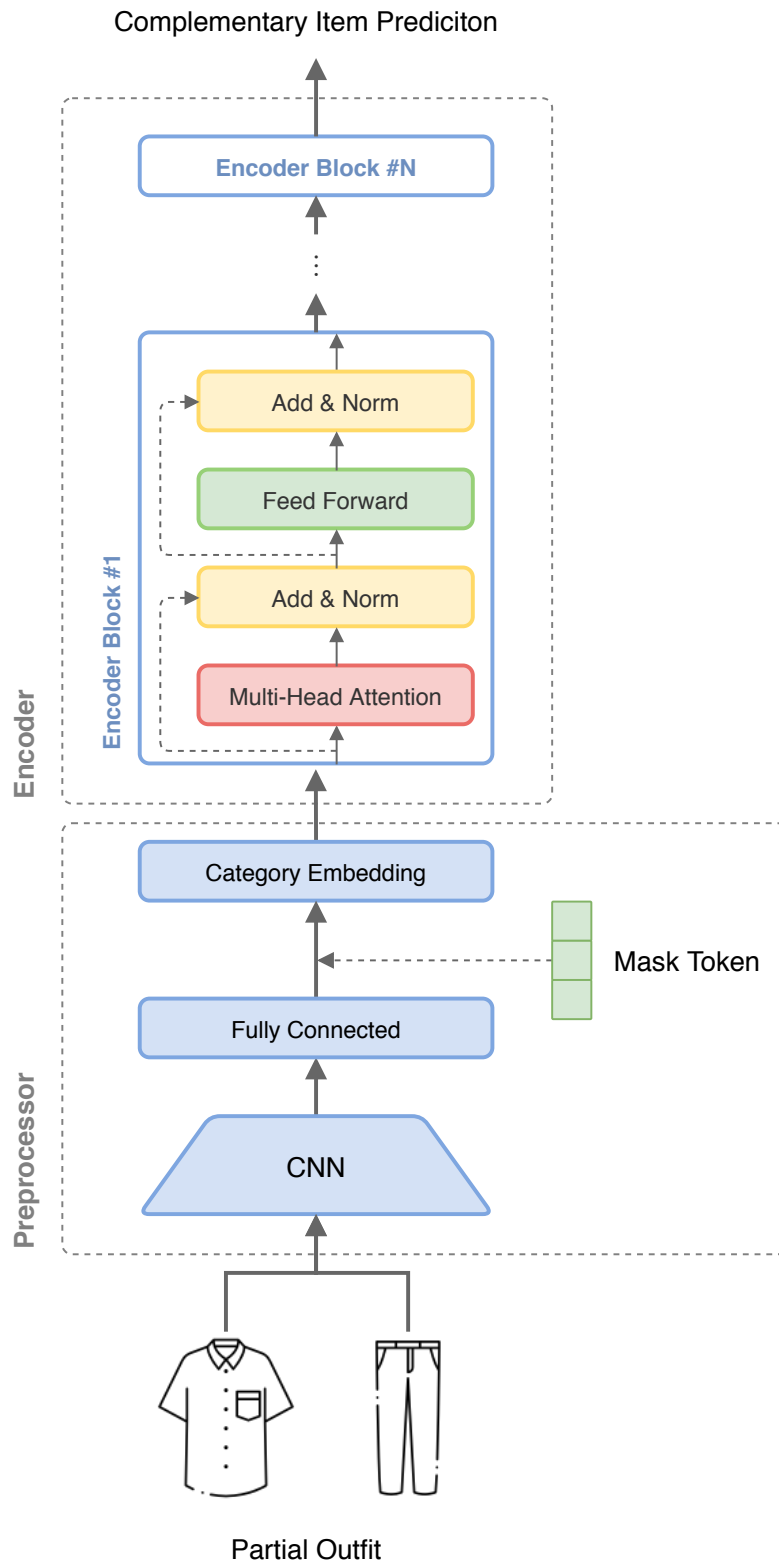 Complementary Item Prediciton
Encoder Block #N
⋮
Add & Norm
Feed Forward
Add & Norm
Multi-Head Attention
Encoder Block #1
Encoder
Category Embedding
Mask Token
Fully Connected
CNN
Preprocessor
Partial Outfit